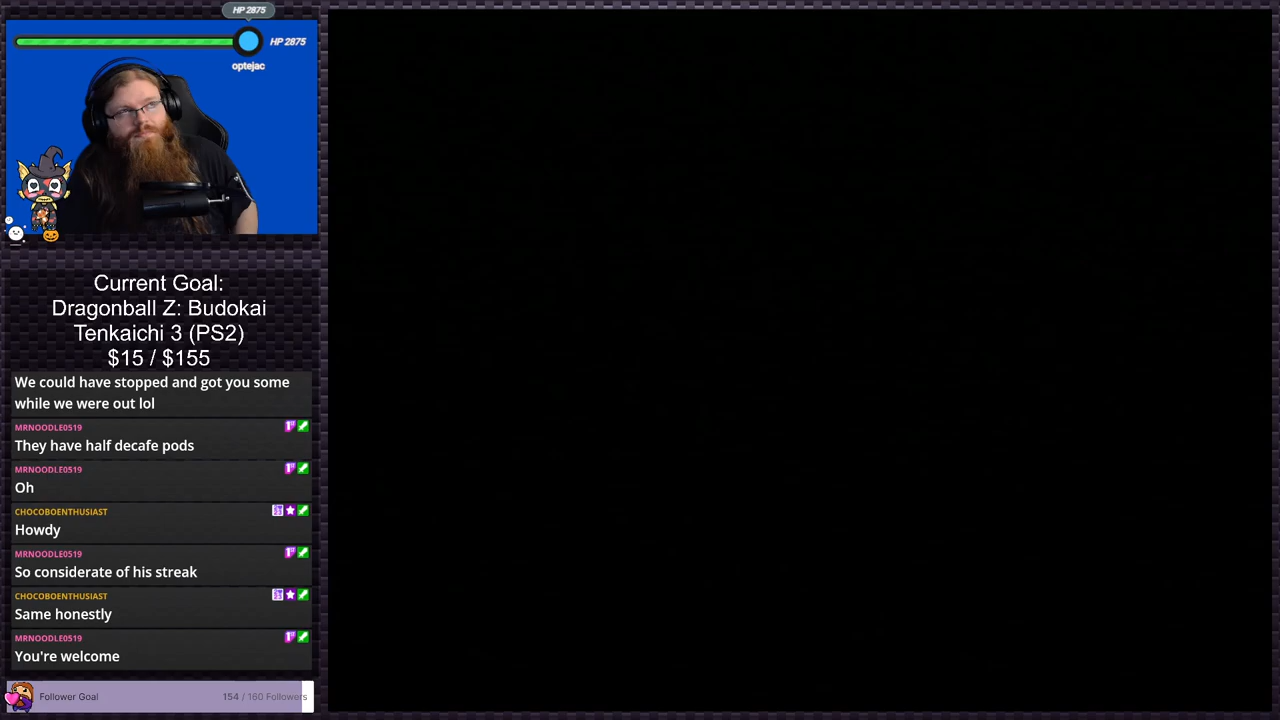 HP 2875
HP 2875
optejac
Current Goal:
Dragonball Z: Budokai
Tenkaichi 3 (PS2)
$15 / $155
We could have stopped and got you some
while we were out lol
MRNOODLE0519
They have half decafe pods
MRNOODLE0519
Oh
CHOCOBOENTHUSIAST
Howdy
MRNOODLE0519
So considerate of his streak
CHOCOBOENTHUSIAST
Same honestly
MRNOODLE0519
You're welcome
Follower Goal 154 / 160 Followers